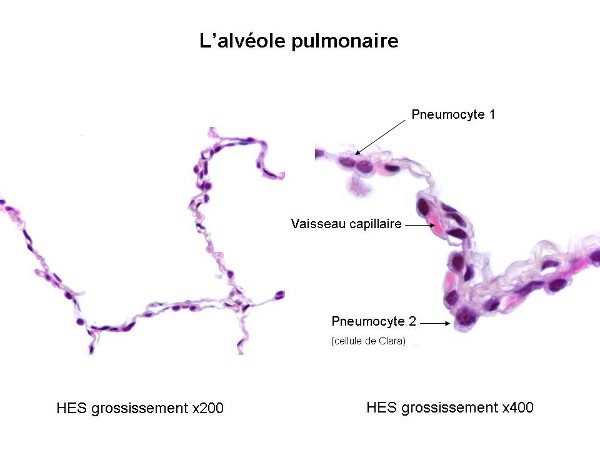 L'alvéole pulmonaire
Pneumocyte 1
Vaisseau capillaire
Pneumocyte 2
(cellule de Clara)
HES grossissement x200
HES grossissement x400